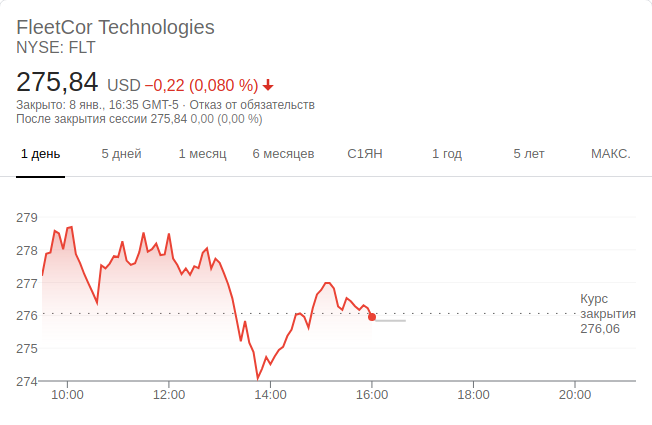 FleetCor Technologies
NYSE: FLT
275,84 USD −0,22 (0,080 %)
Закрыто: 8 янв., 16:35 GMT-5 · Отказ от обязательств
После закрытия сессии 275,84 0,00 (0,00 %)
1 день 5 дней 1 месяц 6 месяцев С1ЯН 1 год 5 лет МАКС.
279
278
277
276
275
274
Курс
закрытия
276,06
10:00 12:00 14:00 16:00 18:00 20:00